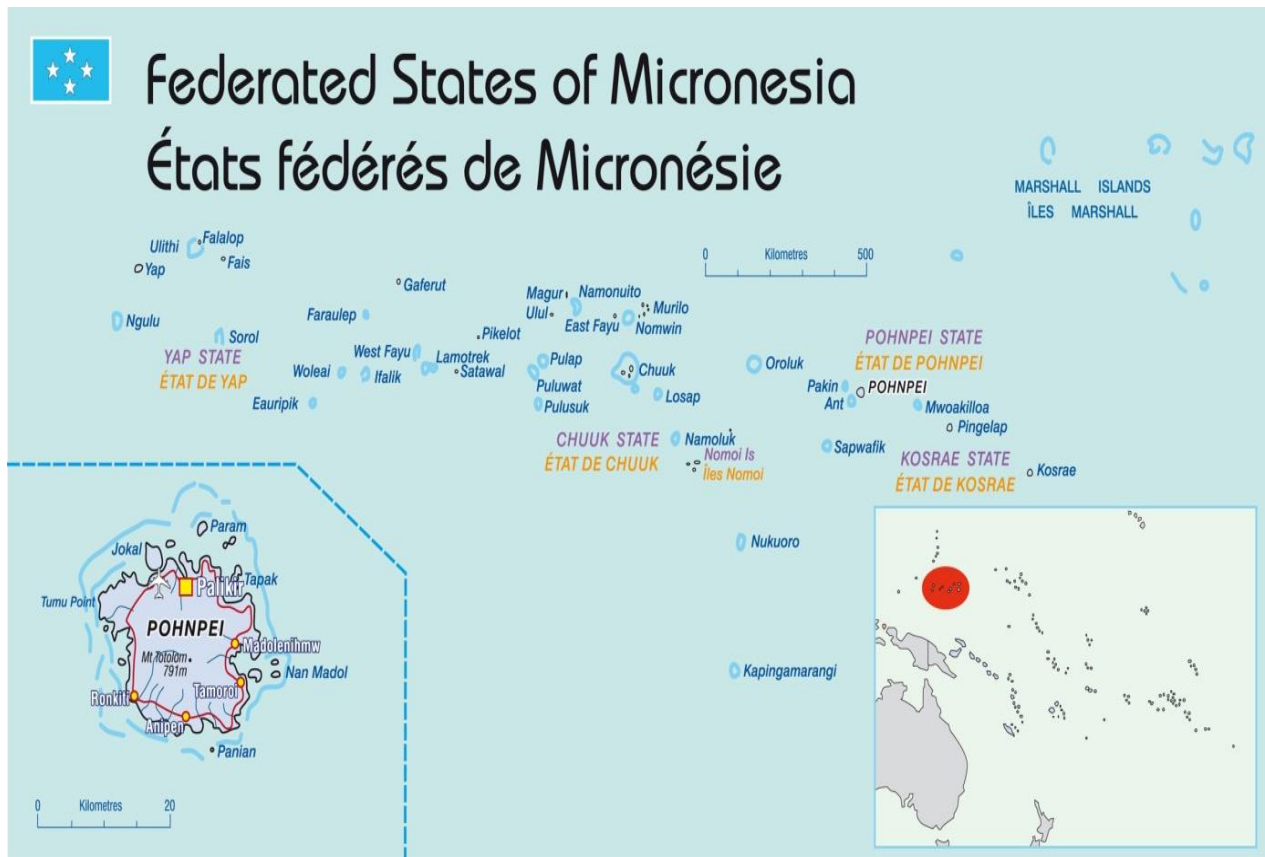 Federated States of Micronesia
États fédérés de Micronésie
MARSHALL ISLANDS
ÎLES MARSHALL
Ulithi
Falalop
Yap
Fais
0 Kilometres 500
Gaferut
Magur
Namonuito
Ulul
East Fayu
Murilo
Nomwin
Ngulu
Sorol
Faraulep
Pikelot
YAP STATE
ÉTAT DE YAP
West Fayu
Lamotrek
Woleai
Ifalik
Satawal
Eauripik
Pulap
Puluwat
Pulusuk
Chuuk
Losap
Oroluk
POHNPEI STATE
ÉTAT DE POHNPEI
Pakin
POHNPEI
Ant
Mwoakilloa
Pingelap
CHUUK STATE
ÉTAT DE CHUUK
Namoluk
Nomoi Is
Îles Nomoi
Sapwafik
KOSRAE STATE
ÉTAT DE KOSRAE
Kosrae
Nukuoro
Kapingamarangi
Param
Jokal
Palikir
Tapak
Tumu Point
POHNPEI
Madolenihmw
Mt Totolom
791m
Nan Madol
Tamoroi
Ronkiti
Anipen
Panian
0 Kilometres 20